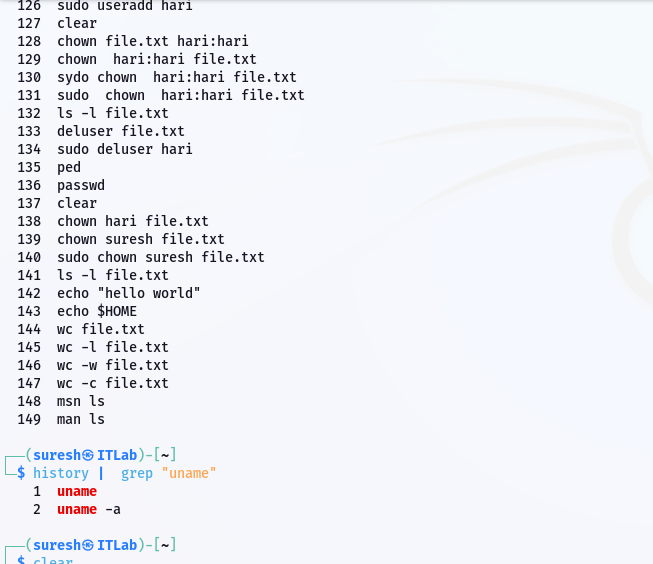 126  sudo useradd hari
127  clear
128  chown file.txt hari:hari
129  chown  hari:hari file.txt
130  sydo chown  hari:hari file.txt
131  sudo  chown  hari:hari file.txt
132  ls -l file.txt
133  deluser file.txt
134  sudo deluser hari
135  ped
136  passwd
137  clear
138  chown hari file.txt
139  chown suresh file.txt
140  sudo chown suresh file.txt
141  ls -l file.txt
142  echo "hello world"
143  echo $HOME
144  wc file.txt
145  wc -l file.txt
146  wc -w file.txt
147  wc -c file.txt
148  msn ls
149  man ls
┌──(suresh㉿ITLab)-[~]
└─$ history |  grep "uname"
1  uname
2  uname -a
┌──(suresh㉿ITLab)-[~]
└─$ clear